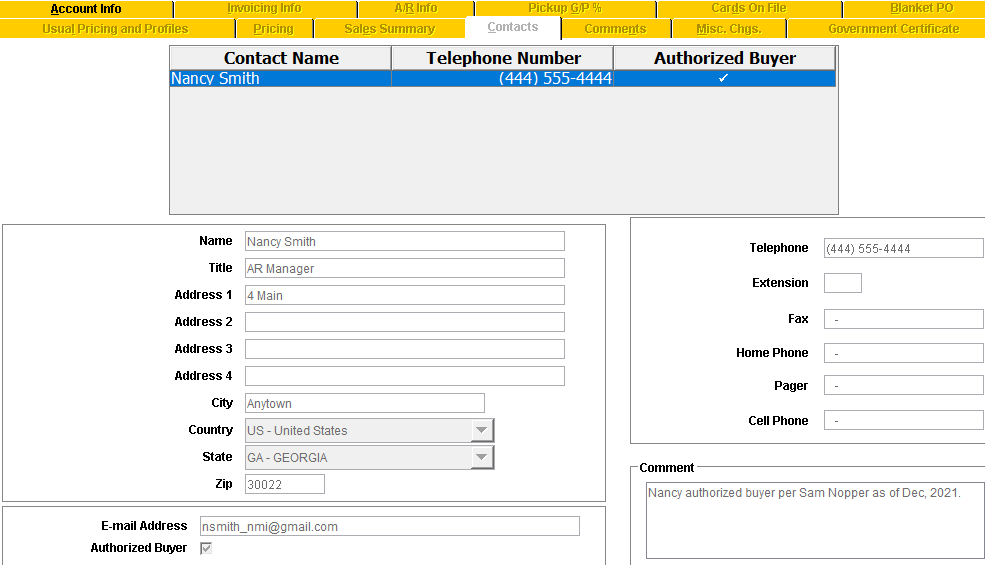 Account Info Invoicing Info A/R Info Pickup G/P % Cards On File Blanket PO
Usual Pricing and Profiles Pricing Sales Summary Contacts Comments Misc. Chgs. Government Certificate
Contact Name Telephone Number Authorized Buyer
Nancy Smith (444) 555-4444 ✓
Name Nancy Smith
Title AR Manager
Address 1 4 Main
Address 2
Address 3
Address 4
City Anytown
Country US - United States
State GA - GEORGIA
Zip 30022
E-mail Address nsmith_nmi@gmail.com
Authorized Buyer
Telephone (444) 555-4444
Extension
Fax -
Home Phone -
Pager -
Cell Phone -
Comment
Nancy authorized buyer per Sam Nopper as of Dec, 2021.